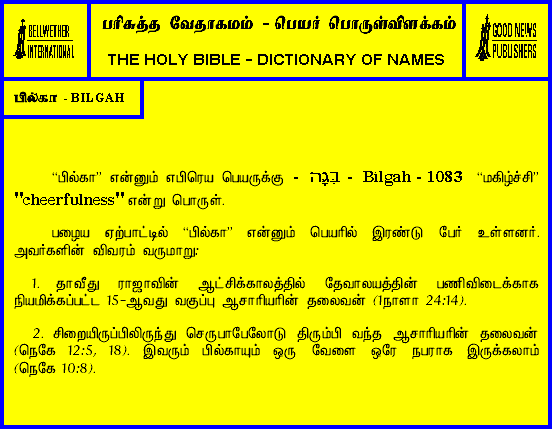 BELLWETHER
INTERNATIONAL
பரிசுத்த வேதாகமம் - பெயர் பொருள்விளக்கம்
THE HOLY BIBLE - DICTIONARY OF NAMES
GOOD NEWS
PUBLISHERS
பில்கா - BILGAH
“பில்கா” என்னும் எபிரெய பெயருக்கு - בִּלְגָּה - Bilgah - 1083 “மகிழ்ச்சி”
"cheerfulness" என்று பொருள்.
பழைய ஏற்பாட்டில் “பில்கா” என்னும் பெயரில் இரண்டு பேர் உள்ளனர்.
அவர்களின் விவரம் வருமாறு:
1. தாவீது ராஜாவின் ஆட்சிக்காலத்தில் தேவாலயத்தின் பணிவிடைக்காக
நியமிக்கப்பட்ட 15-ஆவது வகுப்பு ஆசாரியரின் தலைவன் (1நாளா 24:14).
2. சிறையிருப்பிலிருந்து செருபாபேலோடு திரும்பி வந்த ஆசாரியரின் தலைவன்
(நெகே 12:5, 18). இவரும் பில்காயும் ஒரு வேளை ஒரே நபராக இருக்கலாம்
(நெகே 10:8).